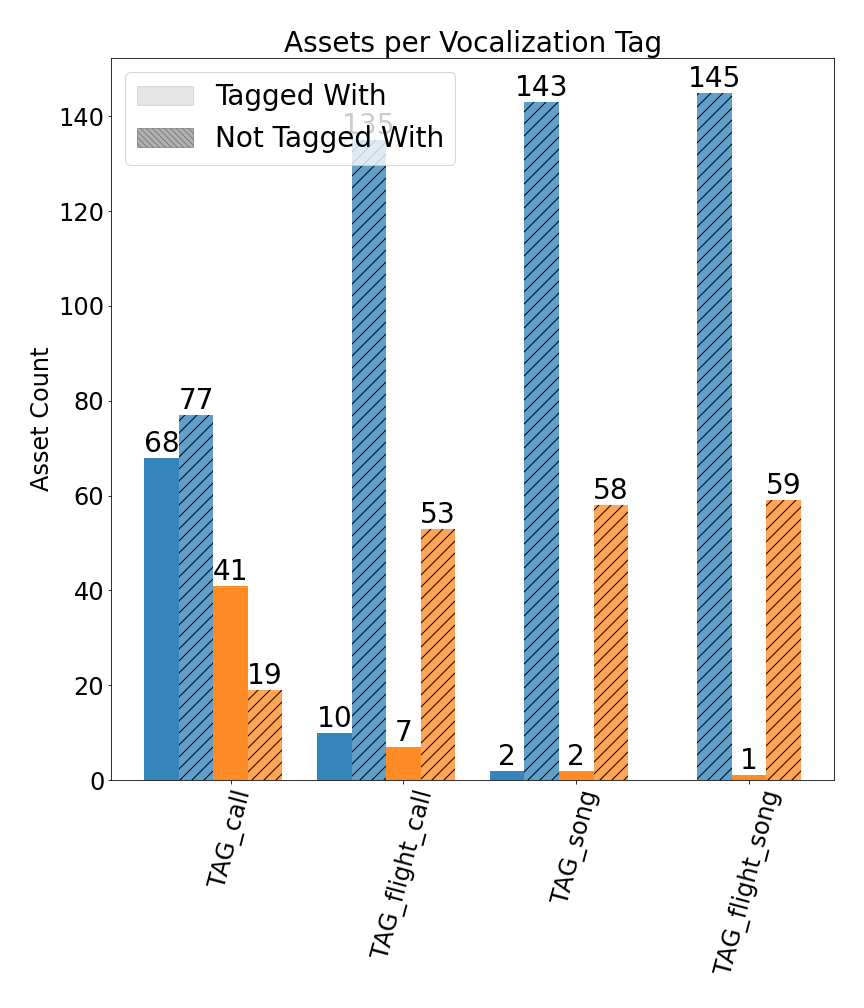 Assets per Vocalization Tag
Tagged With
Not Tagged With
Asset Count
140
120
100
80
60
40
20
0
68
77
41
19
10
135
7
53
2
143
2
58
145
1
59
TAG_call
TAG_flight_call
TAG_song
TAG_flight_song